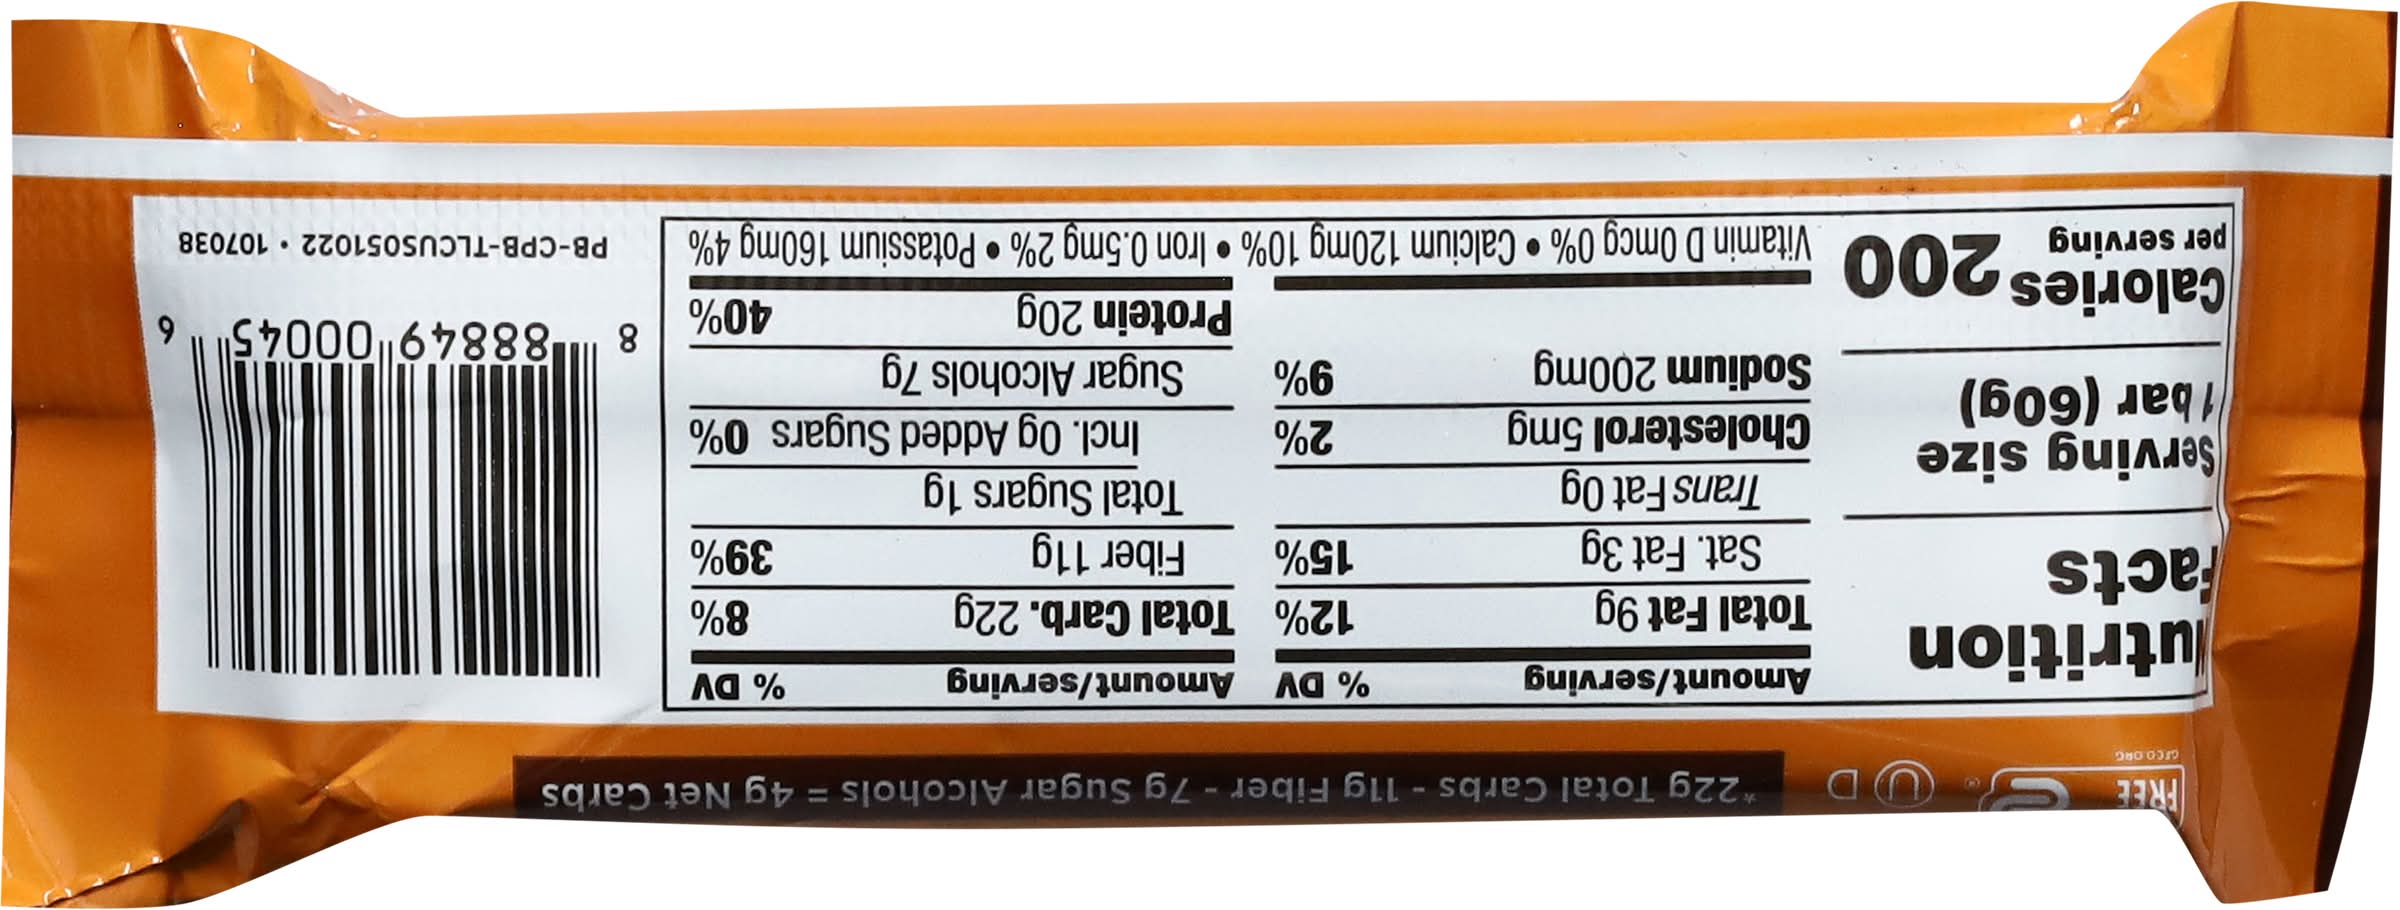 FREE
GFCO.ORG
U D
*22g Total Carbs - 11g Fiber - 7g Sugar Alcohols = 4g Net Carbs
Nutrition
Facts
Serving size
1 bar (60g)
Calories 200
per serving
Amount/serving % DV
Total Fat 9g 12%
Sat. Fat 3g 15%
Trans Fat 0g
Cholesterol 5mg 2%
Sodium 200mg 9%
Amount/serving % DV
Total Carb. 22g 8%
Fiber 11g 39%
Total Sugars 1g
Incl. 0g Added Sugars 0%
Sugar Alcohols 7g
Protein 20g 40%
Vitamin D 0mcg 0% • Calcium 120mg 10% • Iron 0.5mg 2% • Potassium 160mg 4%
8 88849 00045 6
PB-CPB-TLCUS051022 • 107038